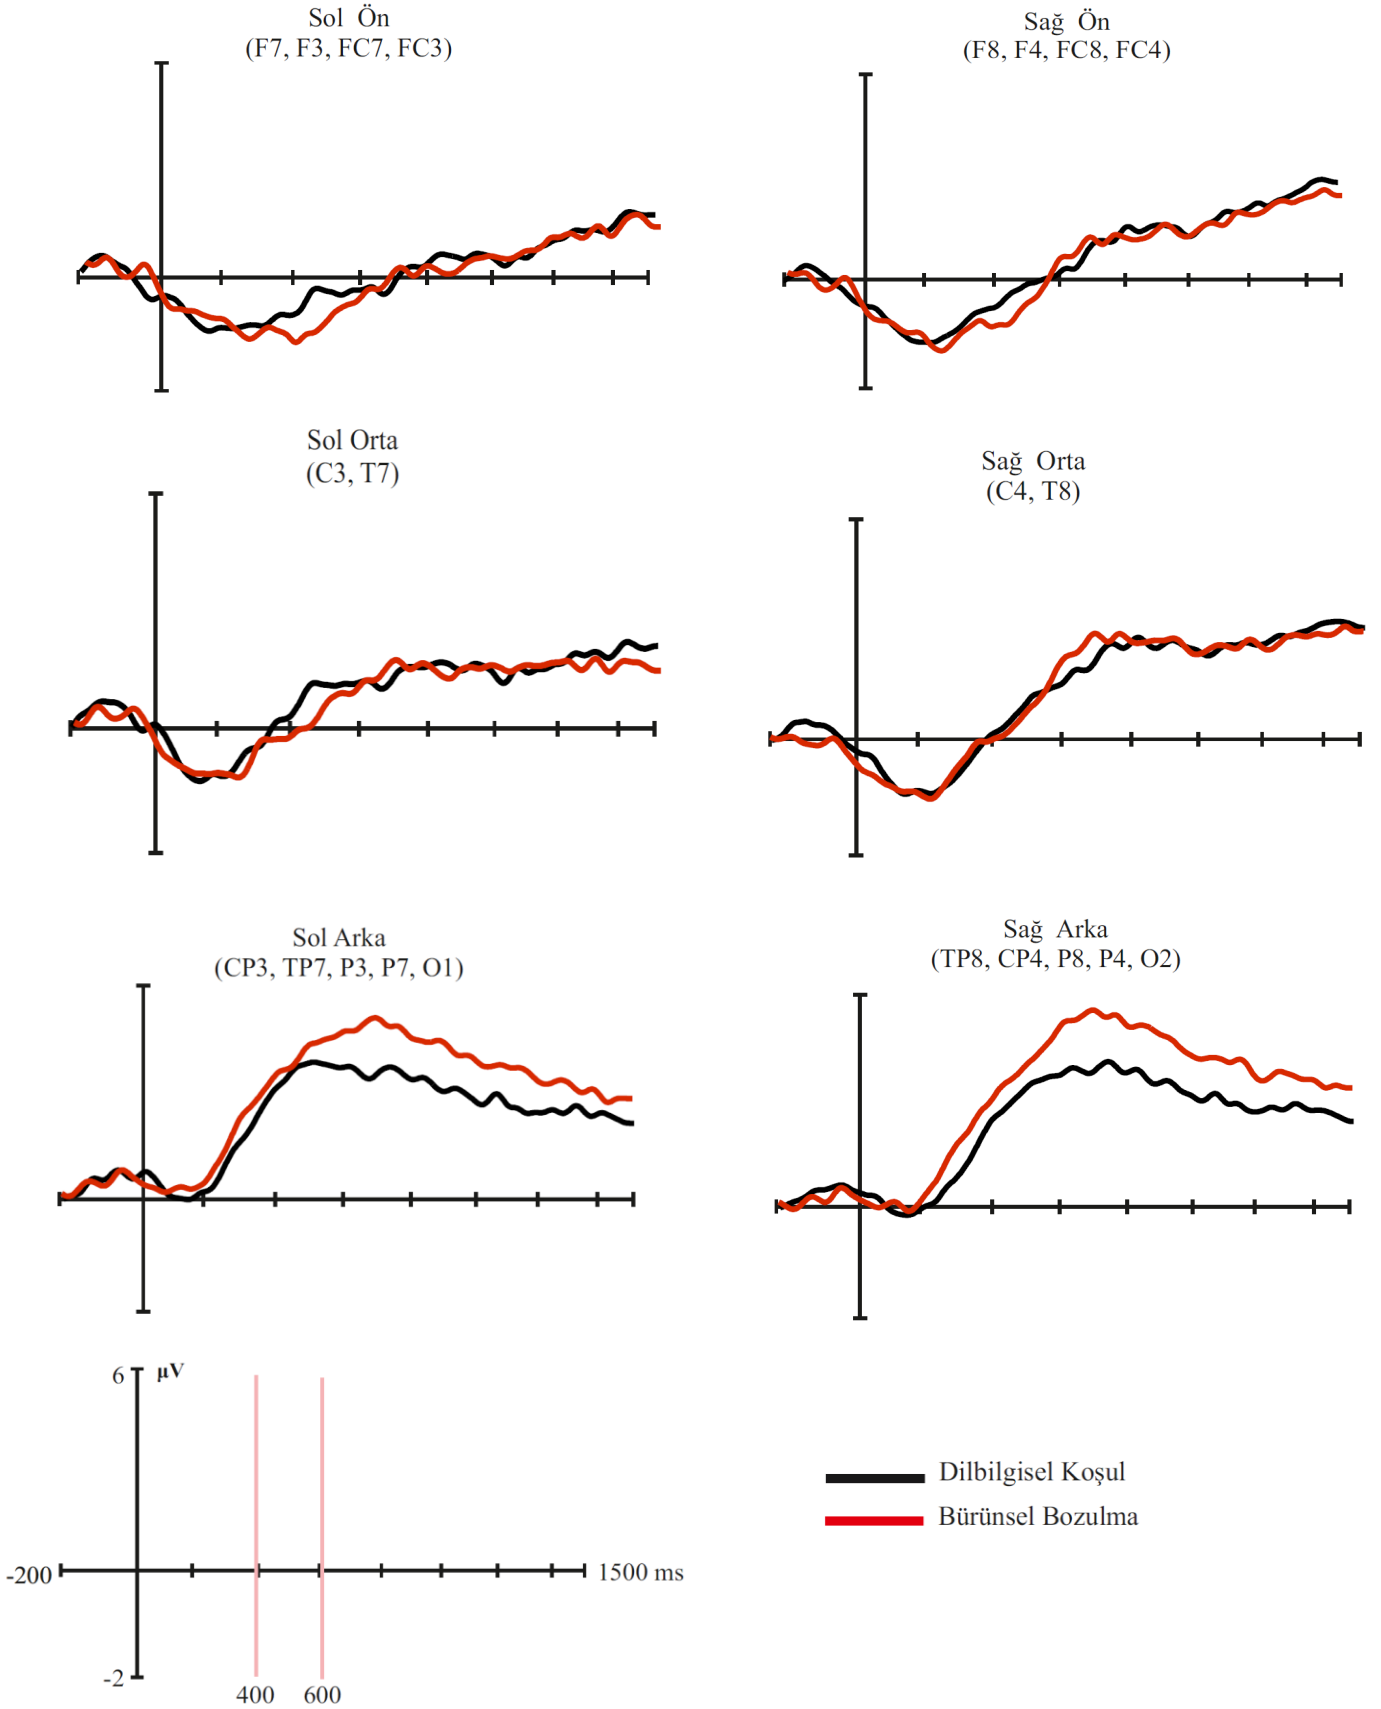 Sol Ön
(F7, F3, FC7, FC3)
Sağ Ön
(F8, F4, FC8, FC4)
Sol Orta
(C3, T7)
Sağ Orta
(C4, T8)
Sol Arka
(CP3, TP7, P3, P7, O1)
Sağ Arka
(TP8, CP4, P8, P4, O2)
6 µV
-200
1500 ms
-2
400 600
Dilbilgisel Koşul
Bürünsel Bozulma